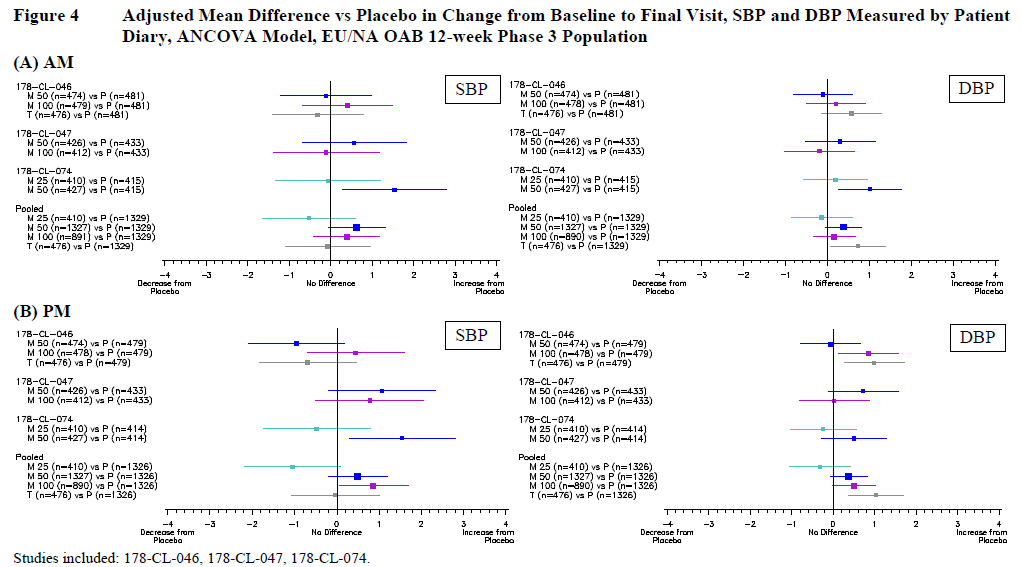 Figure 4 Adjusted Mean Difference vs Placebo in Change from Baseline to Final Visit, SBP and DBP Measured by Patient
Diary, ANCOVA Model, EU/NA OAB 12-week Phase 3 Population
(A) AM
SBP
178-CL-046
M 50 (n=474) vs P (n=481)
M 100 (n=479) vs P (n=481)
T (n=476) vs P (n=481)
178-CL-047
M 50 (n=426) vs P (n=433)
M 100 (n=412) vs P (n=433)
178-CL-074
M 25 (n=410) vs P (n=415)
M 50 (n=427) vs P (n=415)
Pooled
M 25 (n=410) vs P (n=1329)
M 50 (n=1327) vs P (n=1329)
M 100 (n=891) vs P (n=1329)
T (n=476) vs P (n=1329)
-4 -3 -2 -1 0 1 2 3 4
Decrease from No Difference Increase from
Placebo Placebo
DBP
178-CL-046
M 50 (n=474) vs P (n=481)
M 100 (n=478) vs P (n=481)
T (n=476) vs P (n=481)
178-CL-047
M 50 (n=426) vs P (n=433)
M 100 (n=412) vs P (n=433)
178-CL-074
M 25 (n=410) vs P (n=415)
M 50 (n=427) vs P (n=415)
Pooled
M 25 (n=410) vs P (n=1329)
M 50 (n=1327) vs P (n=1329)
M 100 (n=890) vs P (n=1329)
T (n=476) vs P (n=1329)
-4 -3 -2 -1 0 1 2 3 4
Decrease from No Difference Increase from
Placebo Placebo
(B) PM
SBP
178-CL-046
M 50 (n=474) vs P (n=479)
M 100 (n=478) vs P (n=479)
T (n=476) vs P (n=479)
178-CL-047
M 50 (n=426) vs P (n=433)
M 100 (n=412) vs P (n=433)
178-CL-074
M 25 (n=410) vs P (n=414)
M 50 (n=427) vs P (n=414)
Pooled
M 25 (n=410) vs P (n=1326)
M 50 (n=1327) vs P (n=1326)
M 100 (n=890) vs P (n=1326)
T (n=476) vs P (n=1326)
-4 -3 -2 -1 0 1 2 3 4
Decrease from No Difference Increase from
Placebo Placebo
DBP
178-CL-046
M 50 (n=474) vs P (n=479)
M 100 (n=478) vs P (n=479)
T (n=476) vs P (n=479)
178-CL-047
M 50 (n=426) vs P (n=433)
M 100 (n=412) vs P (n=433)
178-CL-074
M 25 (n=410) vs P (n=414)
M 50 (n=427) vs P (n=414)
Pooled
M 25 (n=410) vs P (n=1326)
M 50 (n=1327) vs P (n=1326)
M 100 (n=890) vs P (n=1326)
T (n=476) vs P (n=1326)
-4 -3 -2 -1 0 1 2 3 4
Decrease from No Difference Increase from
Placebo Placebo
Studies included: 178-CL-046, 178-CL-047, 178-CL-074.